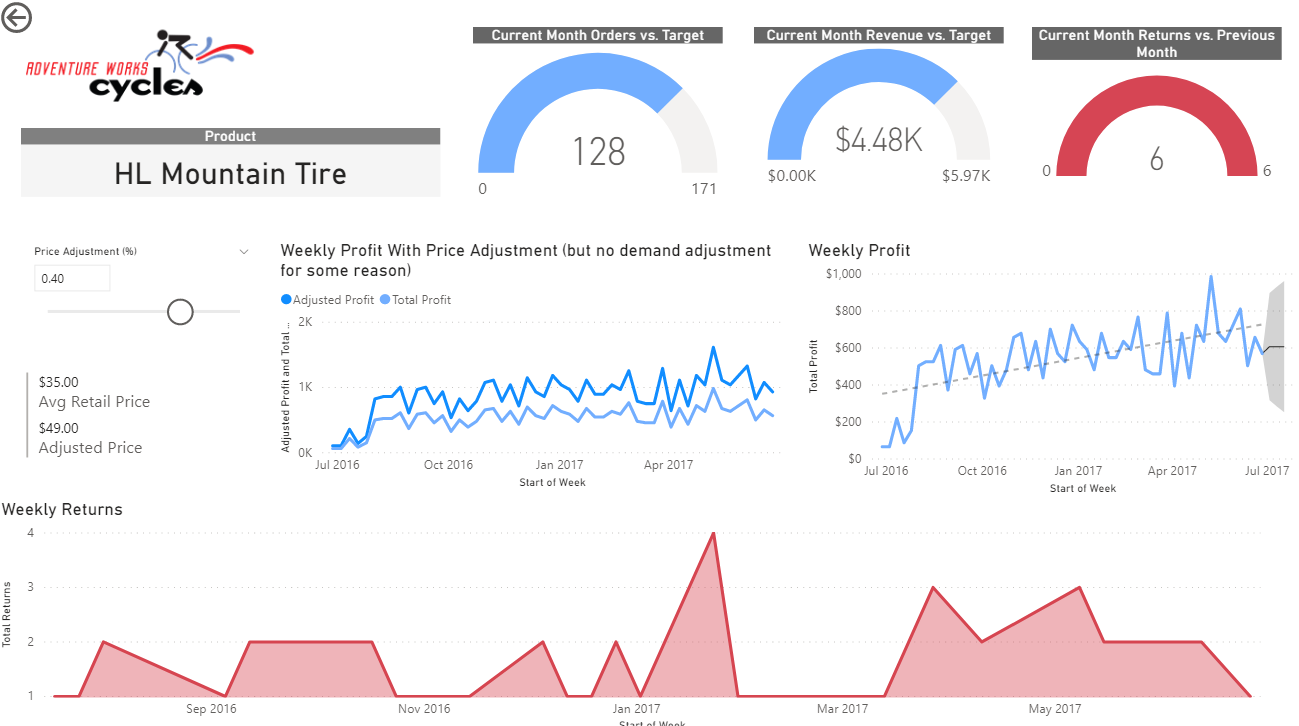 ADVENTURE WORKS
cycles
Product
HL Mountain Tire
Current Month Orders vs. Target
128
0
171
Current Month Revenue vs. Target
$4.48K
$0.00K
$5.97K
Current Month Returns vs. Previous
Month
6
0
6
Price Adjustment (%)
0.40
$35.00
Avg Retail Price
$49.00
Adjusted Price
Weekly Profit With Price Adjustment (but no demand adjustment
for some reason)
Adjusted Profit
Total Profit
Adjusted Profit and Total ...
2K
1K
0K
Jul 2016
Oct 2016
Jan 2017
Apr 2017
Start of Week
Weekly Profit
Total Profit
$1,000
$800
$600
$400
$200
$0
Jul 2016
Oct 2016
Jan 2017
Apr 2017
Jul 2017
Start of Week
Weekly Returns
Total Returns
4
3
2
1
Sep 2016
Nov 2016
Jan 2017
Mar 2017
May 2017
Start of Week